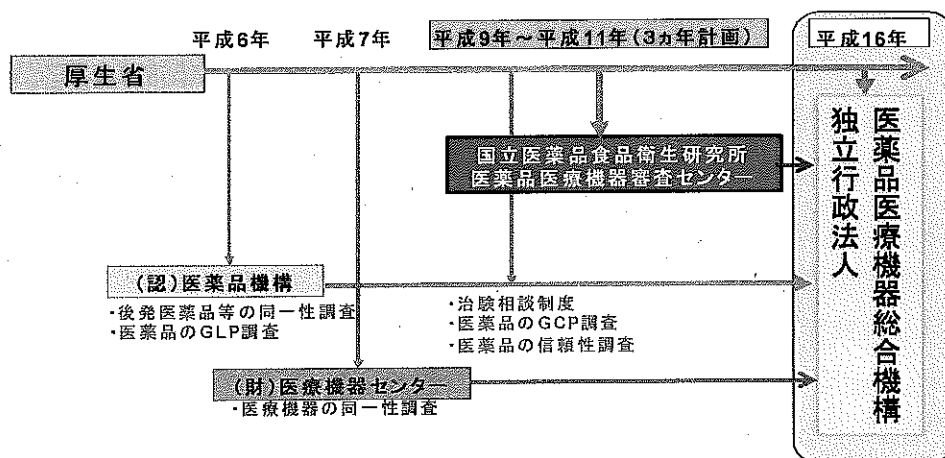 平成6年
平成7年
平成9年～平成11年(3ヵ年計画)
平成16年
厚生省
国立医薬品食品衛生研究所
医薬品医療機器審査センター
独立行政法人
医薬品医療機器総合機構
(認)医薬品機構
・後発医薬品等の同一性調査
・医薬品のGLP調査
・治験相談制度
・医薬品のGCP調査
・医薬品の信頼性調査
(財)医療機器センター
・医療機器の同一性調査